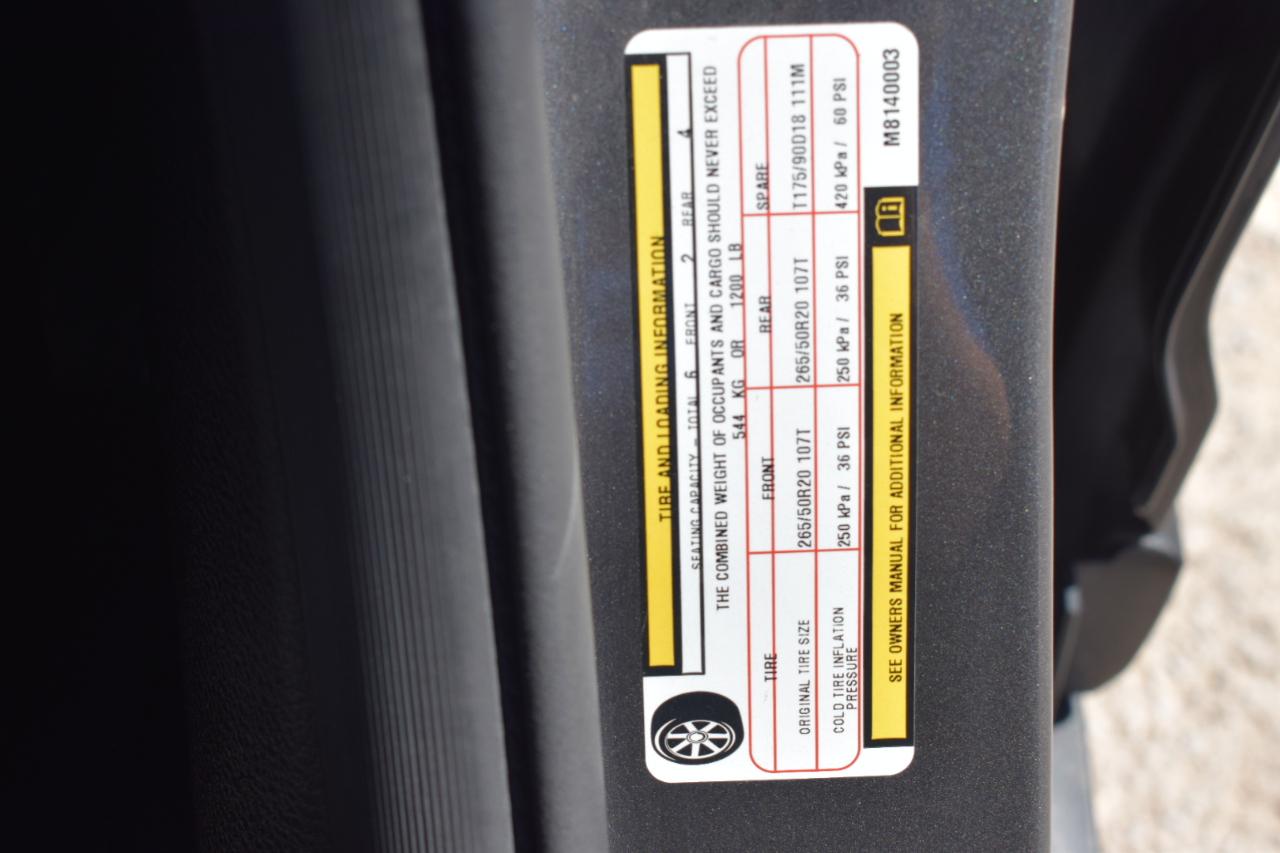 TIRE AND LOADING INFORMATION
SEATING CAPACITY – TOTAL 6 FRONT 2 REAR 4
THE COMBINED WEIGHT OF OCCUPANTS AND CARGO SHOULD NEVER EXCEED
544 KG OR 1200 LB
TIRE FRONT REAR SPARE
ORIGINAL TIRE SIZE 265/50R20 107T 265/50R20 107T T175/90D18 111M
COLD TIRE INFLATION PRESSURE 250 kPa / 36 PSI 250 kPa / 36 PSI 420 kPa / 60 PSI
SEE OWNERS MANUAL FOR ADDITIONAL INFORMATION
M8140003